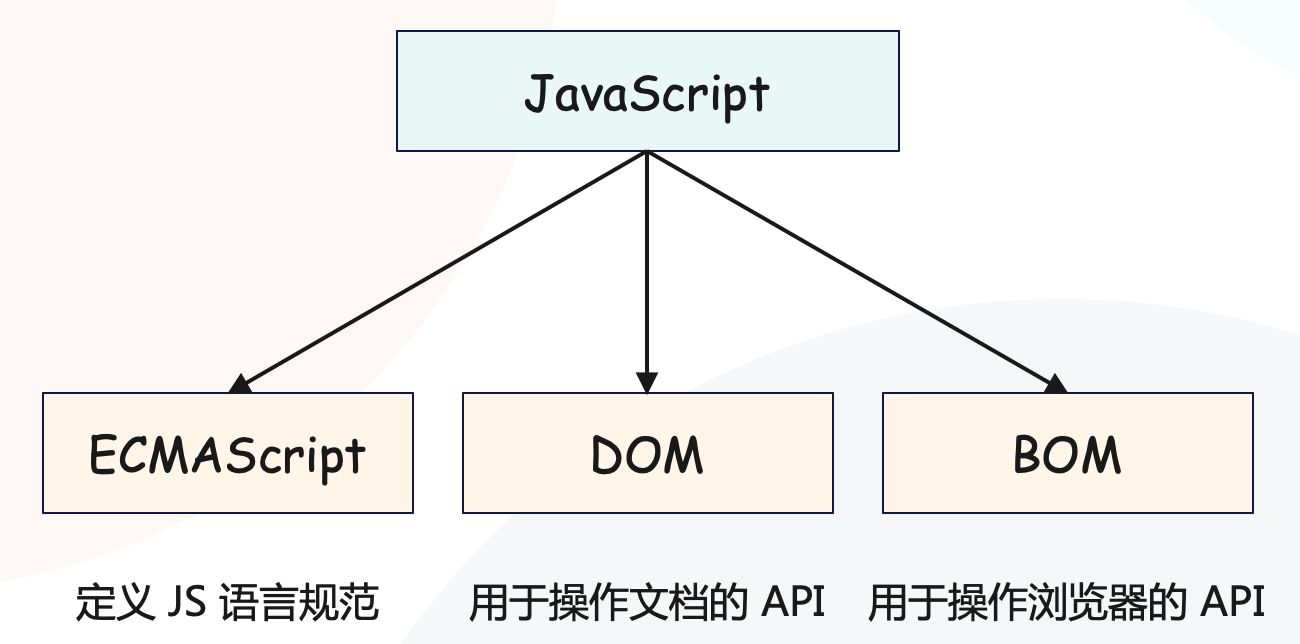 JavaScript
ECMAScript
DOM
BOM
定义 JS 语言规范
用于操作文档的 API
用于操作浏览器的 API